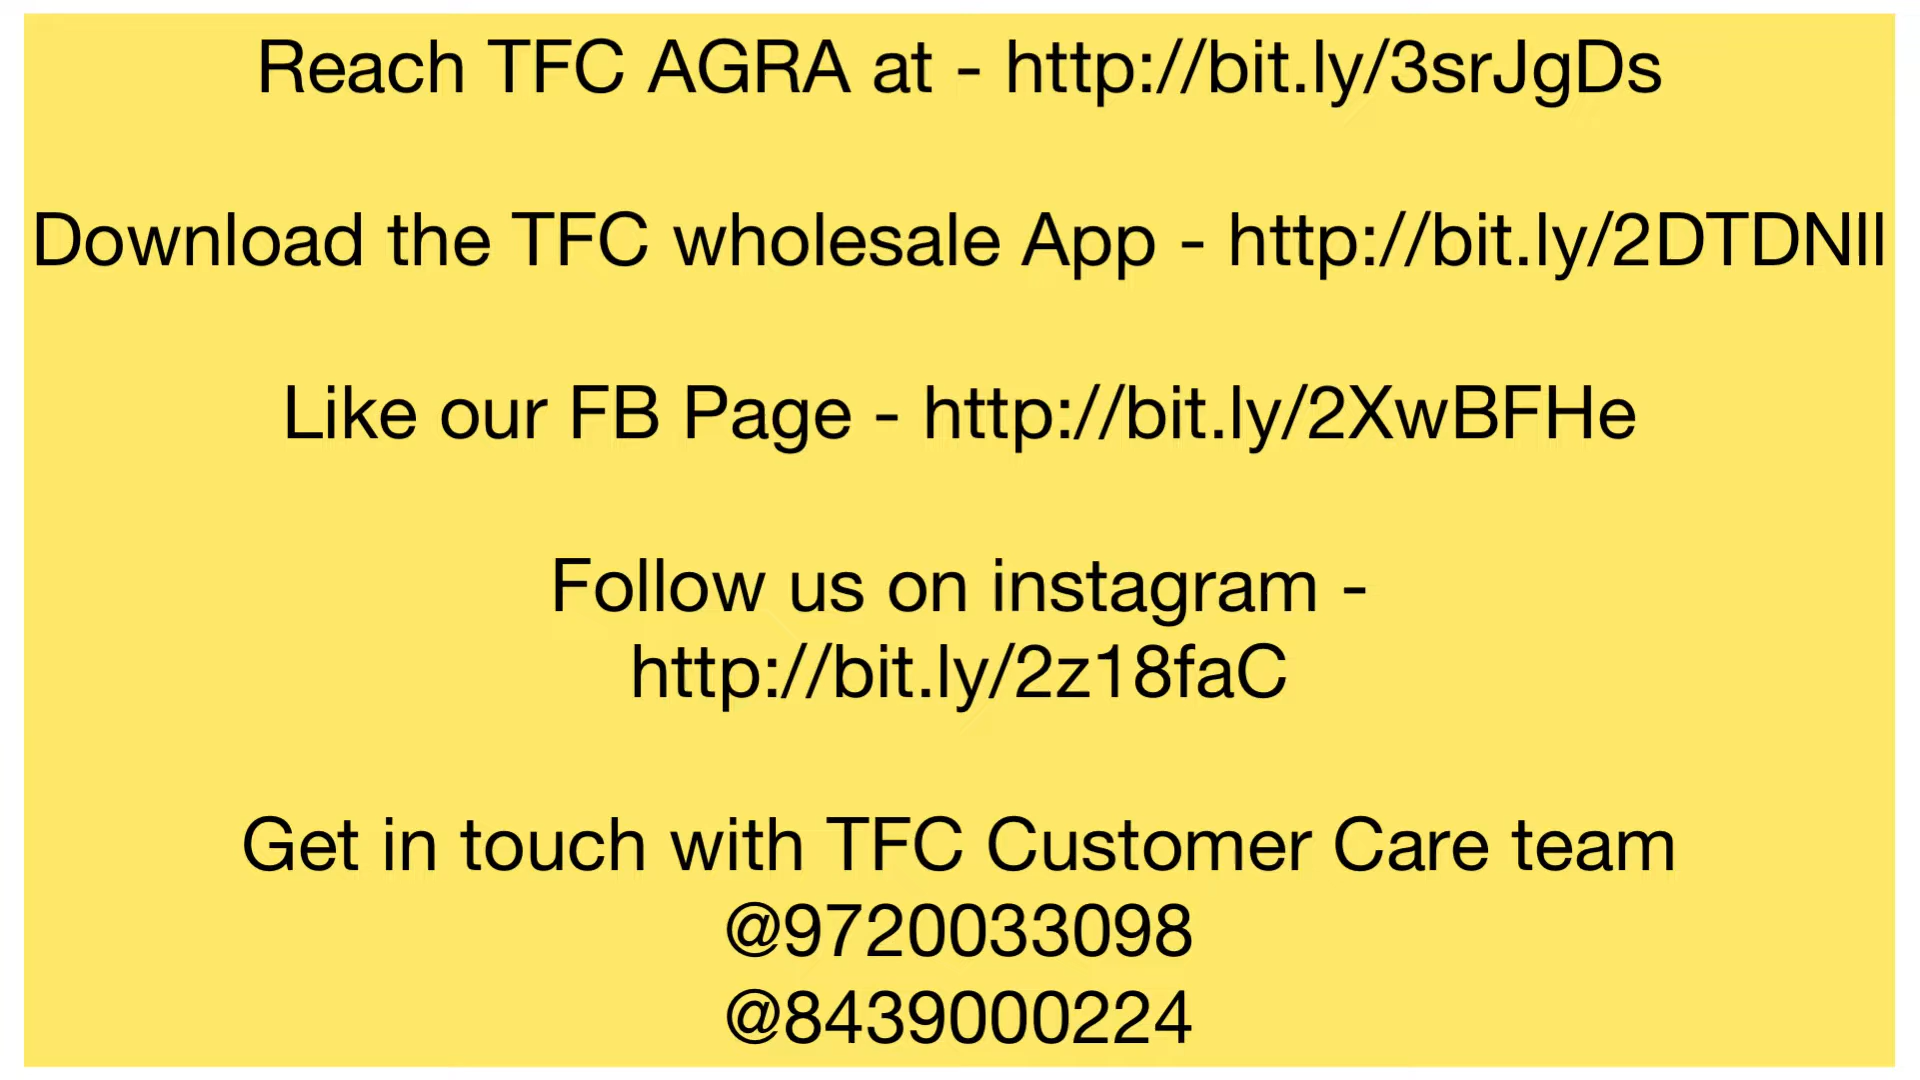 Reach TFC AGRA at - http://bit.ly/3srJgDs
Download the TFC wholesale App - http://bit.ly/2DTDNlI
Like our FB Page - http://bit.ly/2XwBFHe
Follow us on instagram -
http://bit.ly/2z18faC
Get in touch with TFC Customer Care team
@9720033098
@8439000224